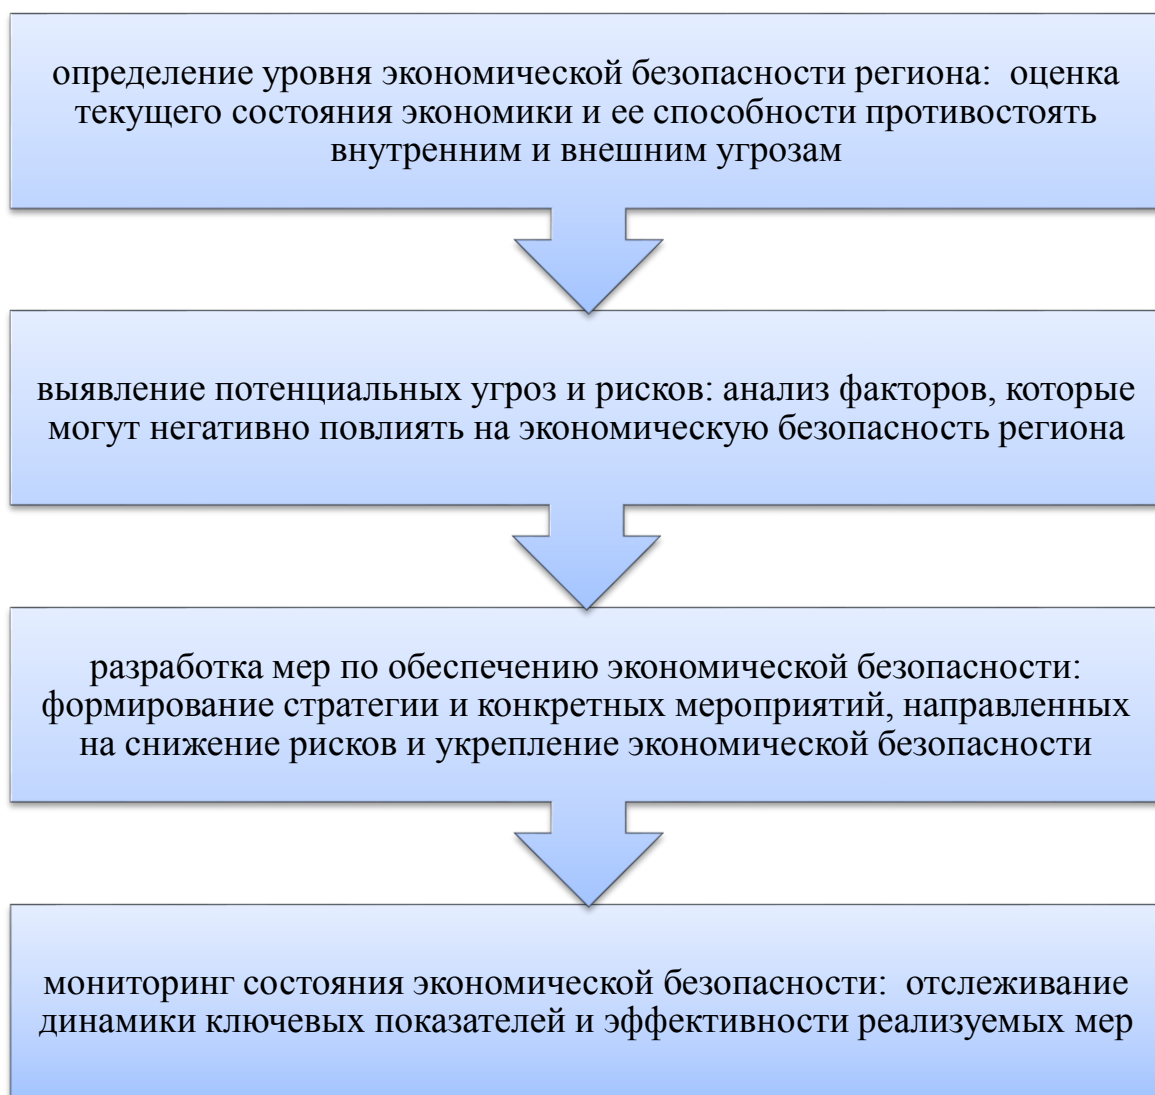 определение уровня экономической безопасности региона:  оценка
текущего состояния экономики и ее способности противостоять
внутренним и внешним угрозам
выявление потенциальных угроз и рисков: анализ факторов, которые
могут негативно повлиять на экономическую безопасность региона
разработка мер по обеспечению экономической безопасности:
формирование стратегии и конкретных мероприятий, направленных
на снижение рисков и укрепление экономической безопасности
мониторинг состояния экономической безопасности:  отслеживание
динамики ключевых показателей и эффективности реализуемых мер